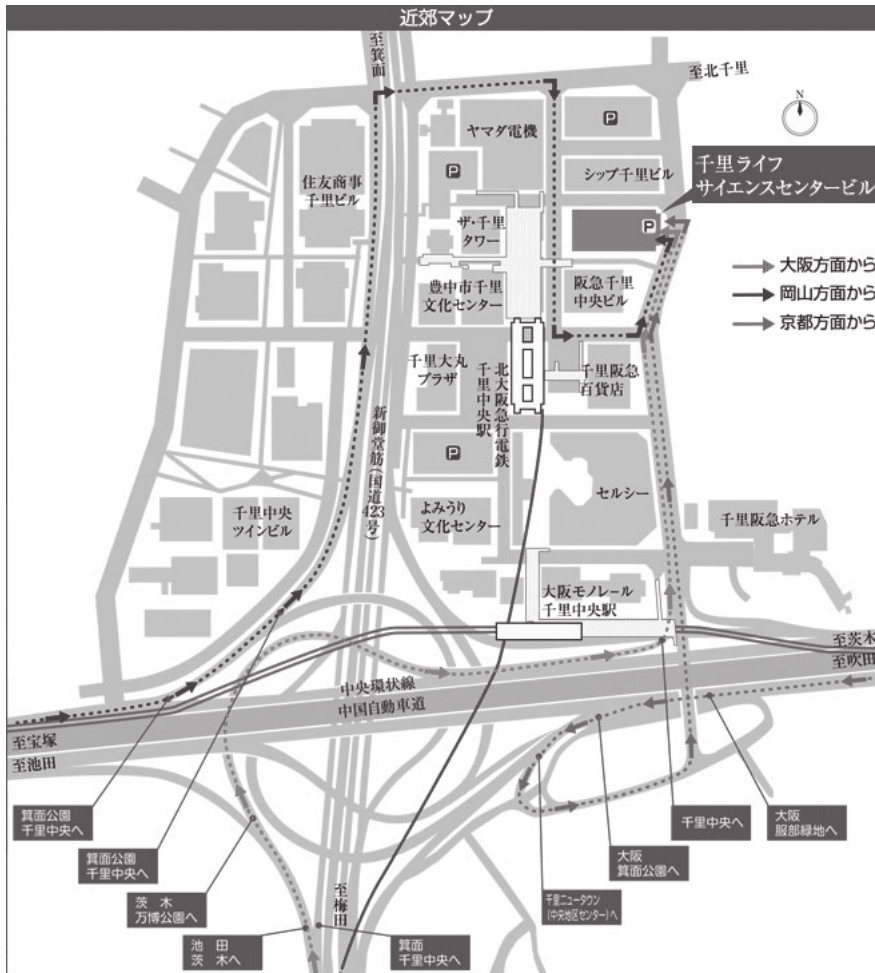 近郊マップ
至箕面
至北千里
N
ヤマダ電機
P
千里ライフ
サイエンスセンタービル
住友商事
千里ビル
P
シップ千里ビル
ザ・千里
タワー
P
大阪方面から
岡山方面から
京都方面から
豊中市千里
文化センター
阪急千里
中央ビル
千里大丸
プラザ
北大阪急行電鉄
千里中央駅
千里阪急
百貨店
新御堂筋(国道423号)
P
セルシー
千里中央
ツインビル
よみうり
文化センター
千里阪急ホテル
大阪モノレール
千里中央駅
至茨木
至吹田
中央環状線
中国自動車道
至宝塚
至池田
箕面公園
千里中央へ
箕面公園
千里中央へ
茨木
万博公園へ
池田
茨木へ
至梅田
箕面
千里中央へ
千里ニュータウン
(中央地区センター)へ
大阪
箕面公園へ
千里中央へ
大阪
服部緑地へ